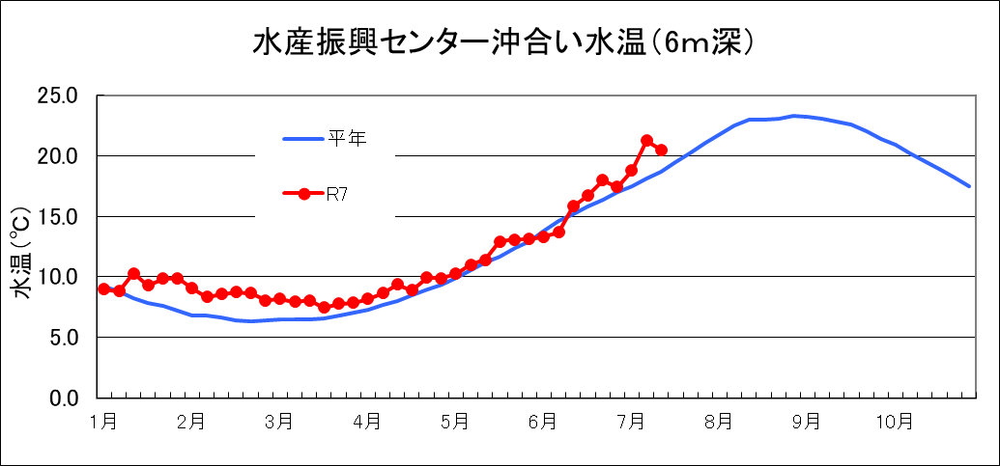 水産振興センター沖合い水温（6ｍ深）
25.0
20.0
15.0
10.0
5.0
0.0
水温（℃）
平年
R7
1月 2月 3月 4月 5月 6月 7月 8月 9月 10月